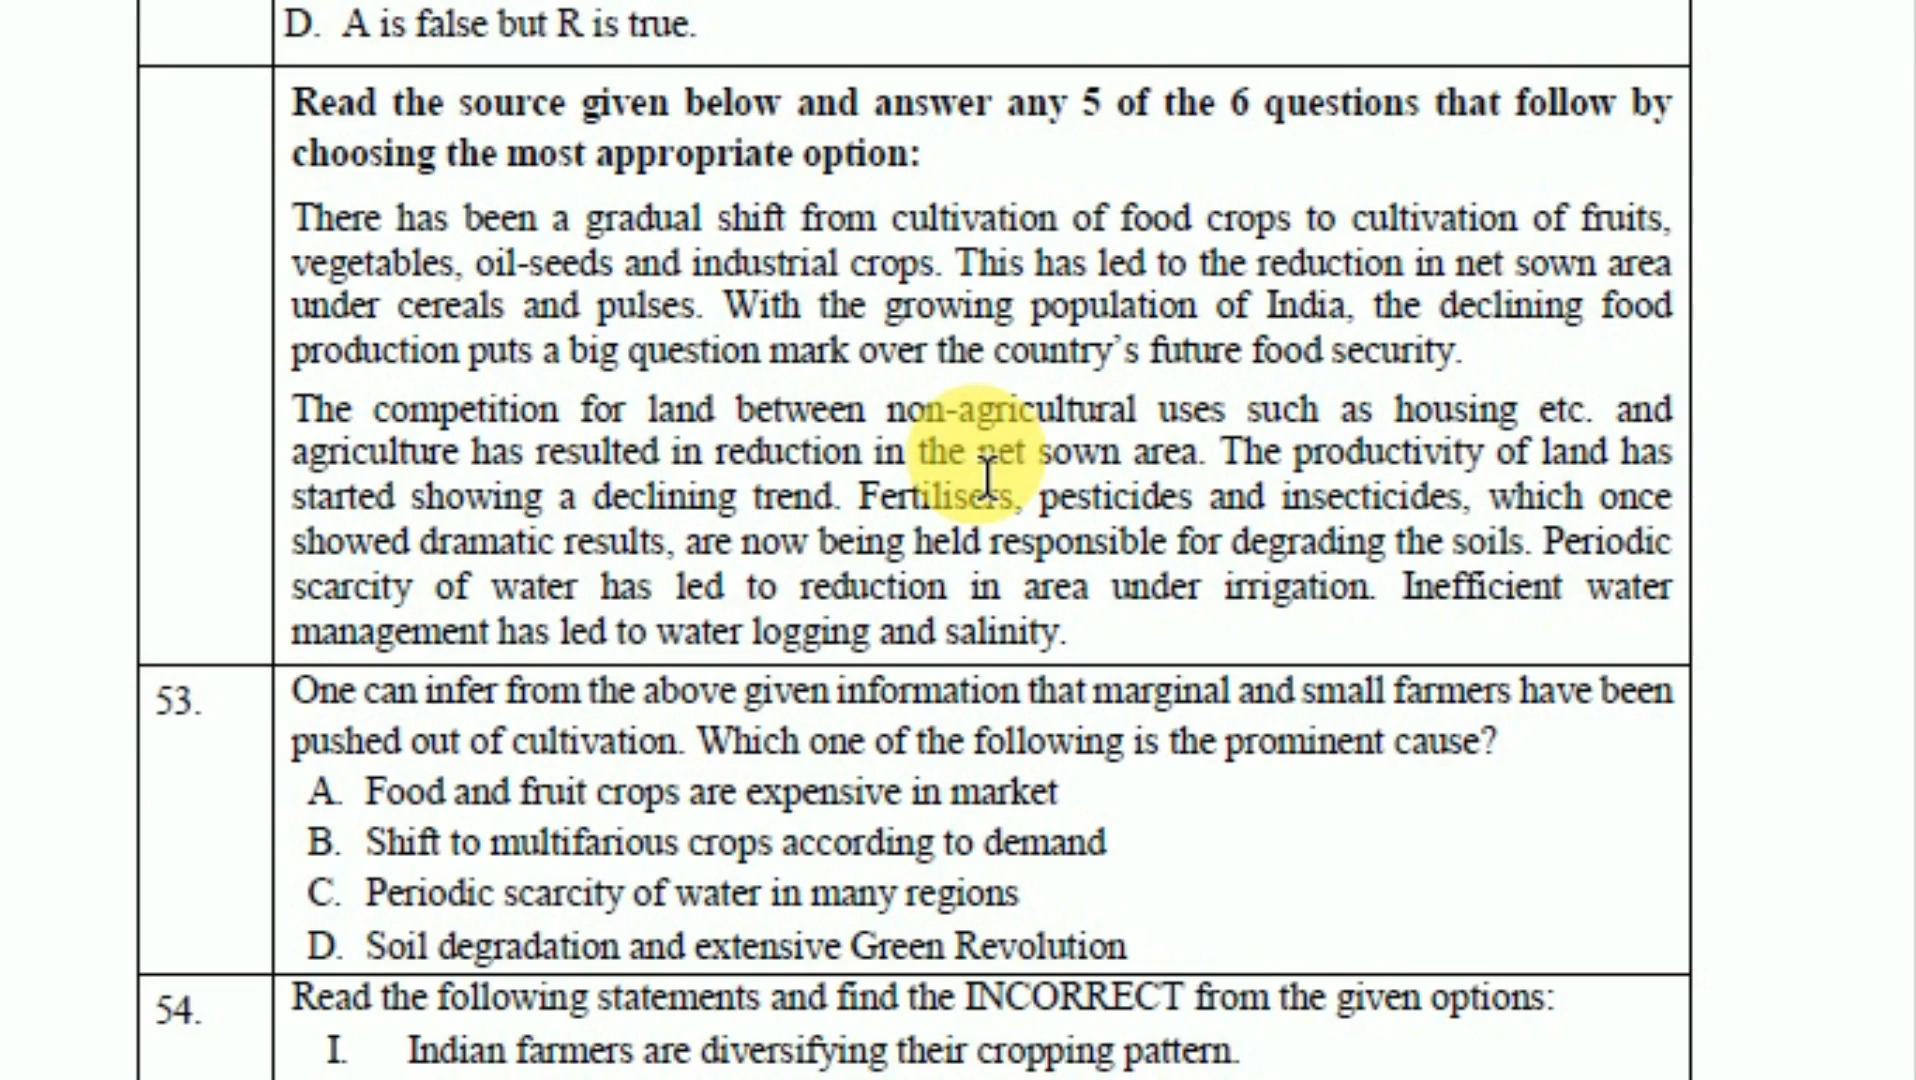 D. A is false but R is true.
Read the source given below and answer any 5 of the 6 questions that follow by
choosing the most appropriate option:
There has been a gradual shift from cultivation of food crops to cultivation of fruits,
vegetables, oil-seeds and industrial crops. This has led to the reduction in net sown area
under cereals and pulses. With the growing population of India, the declining food
production puts a big question mark over the country's future food security.
The competition for land between non-agricultural uses such as housing etc. and
agriculture has resulted in reduction in the net sown area. The productivity of land has
started showing a declining trend. Fertilisers, pesticides and insecticides, which once
showed dramatic results, are now being held responsible for degrading the soils. Periodic
scarcity of water has led to reduction in area under irrigation. Inefficient water
management has led to water logging and salinity.
53. One can infer from the above given information that marginal and small farmers have been
pushed out of cultivation. Which one of the following is the prominent cause?
A. Food and fruit crops are expensive in market
B. Shift to multifarious crops according to demand
C. Periodic scarcity of water in many regions
D. Soil degradation and extensive Green Revolution
54. Read the following statements and find the INCORRECT from the given options:
I. Indian farmers are diversifying their cropping pattern.